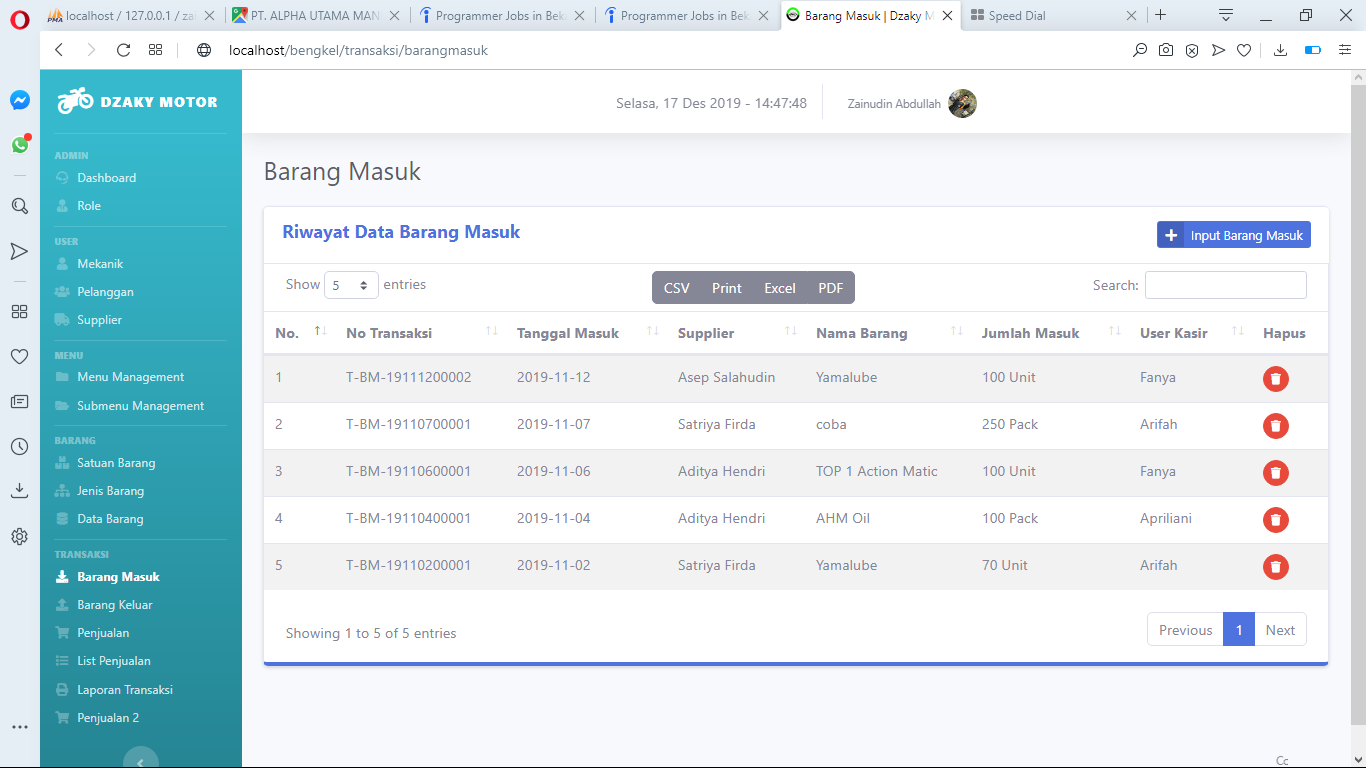 localhost / 127.0.0.1 / za
PT. ALPHA UTAMA MAN
Programmer Jobs in Bek
Programmer Jobs in Bek
Barang Masuk | Dzaky M
Speed Dial
localhost/bengkel/transaksi/barangmasuk
DZAKY MOTOR
Selasa, 17 Des 2019 - 14:47:48
Zainudin Abdullah
ADMIN
Dashboard
Role
USER
Mekanik
Pelanggan
Supplier
MENU
Menu Management
Submenu Management
BARANG
Satuan Barang
Jenis Barang
Data Barang
TRANSAKSI
Barang Masuk
Barang Keluar
Penjualan
List Penjualan
Laporan Transaksi
Penjualan 2
Barang Masuk
Riwayat Data Barang Masuk
+ Input Barang Masuk
Show 5 entries
CSV Print Excel PDF
Search:
No. No Transaksi Tanggal Masuk Supplier Nama Barang Jumlah Masuk User Kasir Hapus
1 T-BM-19111200002 2019-11-12 Asep Salahudin Yamalube 100 Unit Fanya
2 T-BM-19110700001 2019-11-07 Satriya Firda coba 250 Pack Arifah
3 T-BM-19110600001 2019-11-06 Aditya Hendri TOP 1 Action Matic 100 Unit Fanya
4 T-BM-19110400001 2019-11-04 Aditya Hendri AHM Oil 100 Pack Apriliani
5 T-BM-19110200001 2019-11-02 Satriya Firda Yamalube 70 Unit Arifah
Showing 1 to 5 of 5 entries
Previous 1 Next